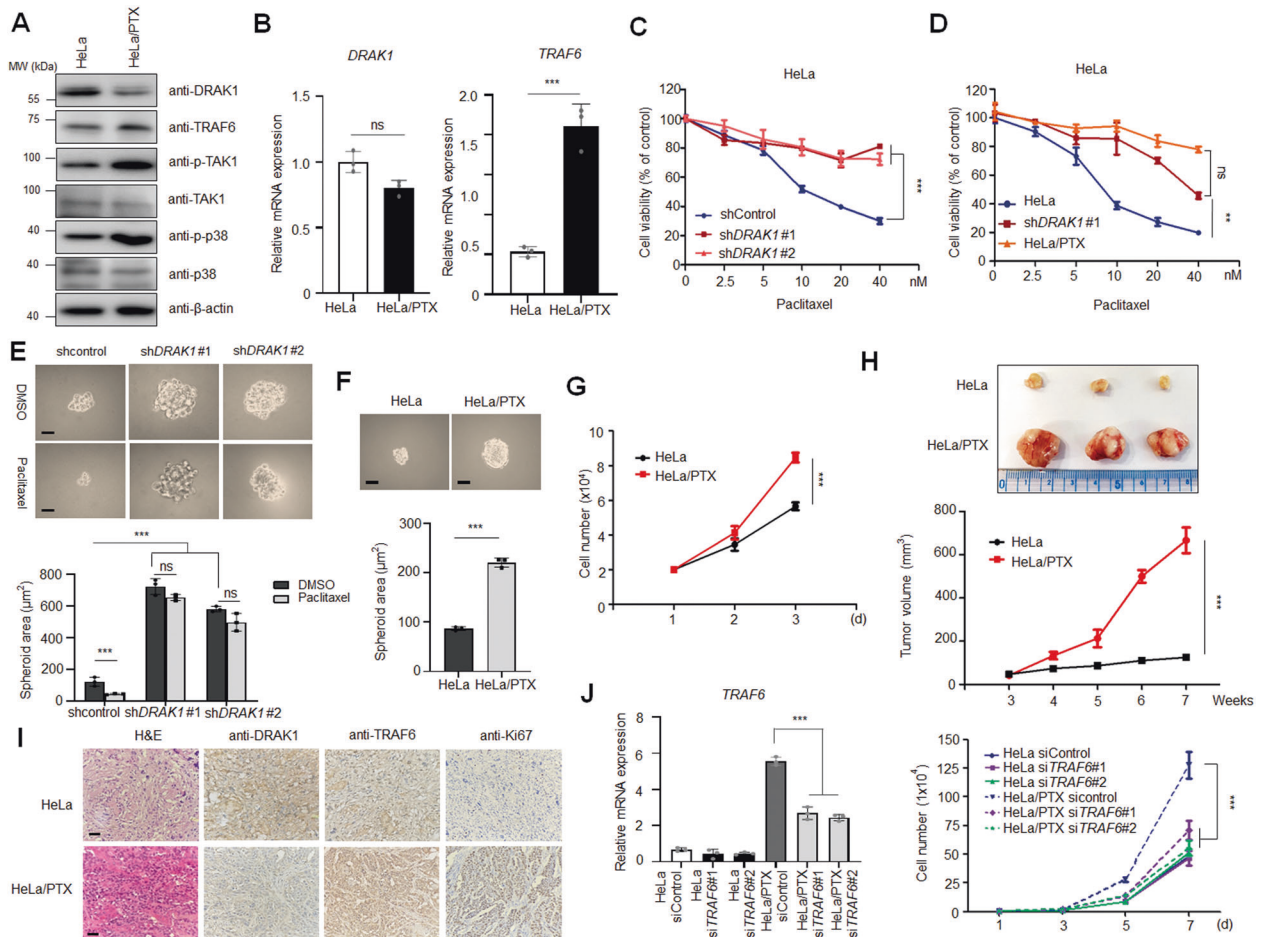 A
HeLa
HeLa/PTX
MW (kDa)
55
anti-DRAK1
75
anti-TRAF6
100
anti-p-TAK1
100
anti-TAK1
40
anti-p-p38
40
anti-p38
40
anti-β-actin
B
DRAK1
Relative mRNA expression
1.5
1.0
0.5
0
ns
HeLa
HeLa/PTX
TRAF6
Relative mRNA expression
2.0
1.5
1.0
0.5
0
***
HeLa
HeLa/PTX
C
HeLa
Cell viability (% of control)
120
100
80
60
40
20
0
shControl
shDRAK1#1
shDRAK1#2
***
0 2.5 5 10 20 40 nM
Paclitaxel
D
HeLa
Cell viability (% of control)
120
100
80
60
40
20
0
HeLa
shDRAK1#1
HeLa/PTX
ns
**
0 2.5 5 10 20 40 nM
Paclitaxel
E
shcontrol shDRAK1#1 shDRAK1#2
DMSO
Paclitaxel
Spheroid area (µm2)
800
600
400
200
0
***
***
ns
ns
DMSO
Paclitaxel
shcontrol shDRAK1#1 shDRAK1#2
F
HeLa HeLa/PTX
Spheroid area (µm2)
300
200
100
0
***
HeLa HeLa/PTX
G
Cell number (x10⁴)
10
8
6
4
2
0
HeLa
HeLa/PTX
***
1 2 3 (d)
H
HeLa
HeLa/PTX
0 1 2 3 4 5 6 7 8
Tumor volume (mm³)
800
600
400
200
0
HeLa
HeLa/PTX
***
3 4 5 6 7 Weeks
I
H&E anti-DRAK1 anti-TRAF6 anti-Ki67
HeLa
HeLa/PTX
J
TRAF6
Relative mRNA expression
8
6
4
2
0
***
HeLa siControl
HeLa siTRAF6#1
HeLa siTRAF6#2
HeLa/PTX siControl
HeLa/PTX siTRAF6#1
HeLa/PTX siTRAF6#2
Cell number (1x10⁴)
150
125
100
75
50
25
0
HeLa siControl
HeLa siTRAF6#1
HeLa siTRAF6#2
HeLa/PTX sicontrol
HeLa/PTX siTRAF6#1
HeLa/PTX siTRAF6#2
***
1 3 5 7 (d)